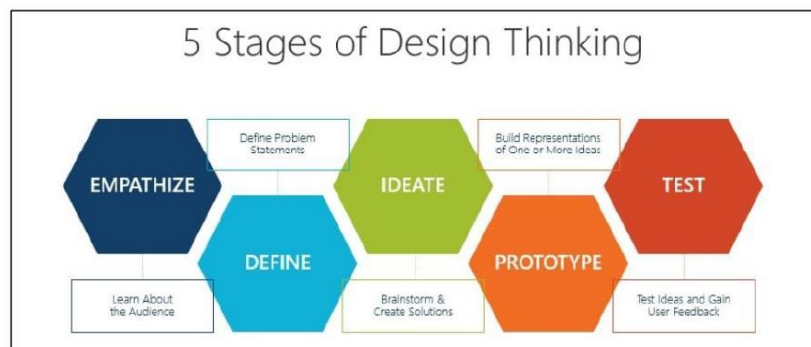 5 Stages of Design Thinking
EMPATHIZE
Learn About
the Audience
Define Problem
Statements
DEFINE
IDEATE
Brainstorm &
Create Solutions
Build Representations
of One or More Ideas
PROTOTYPE
TEST
Test Ideas and Gain
User Feedback